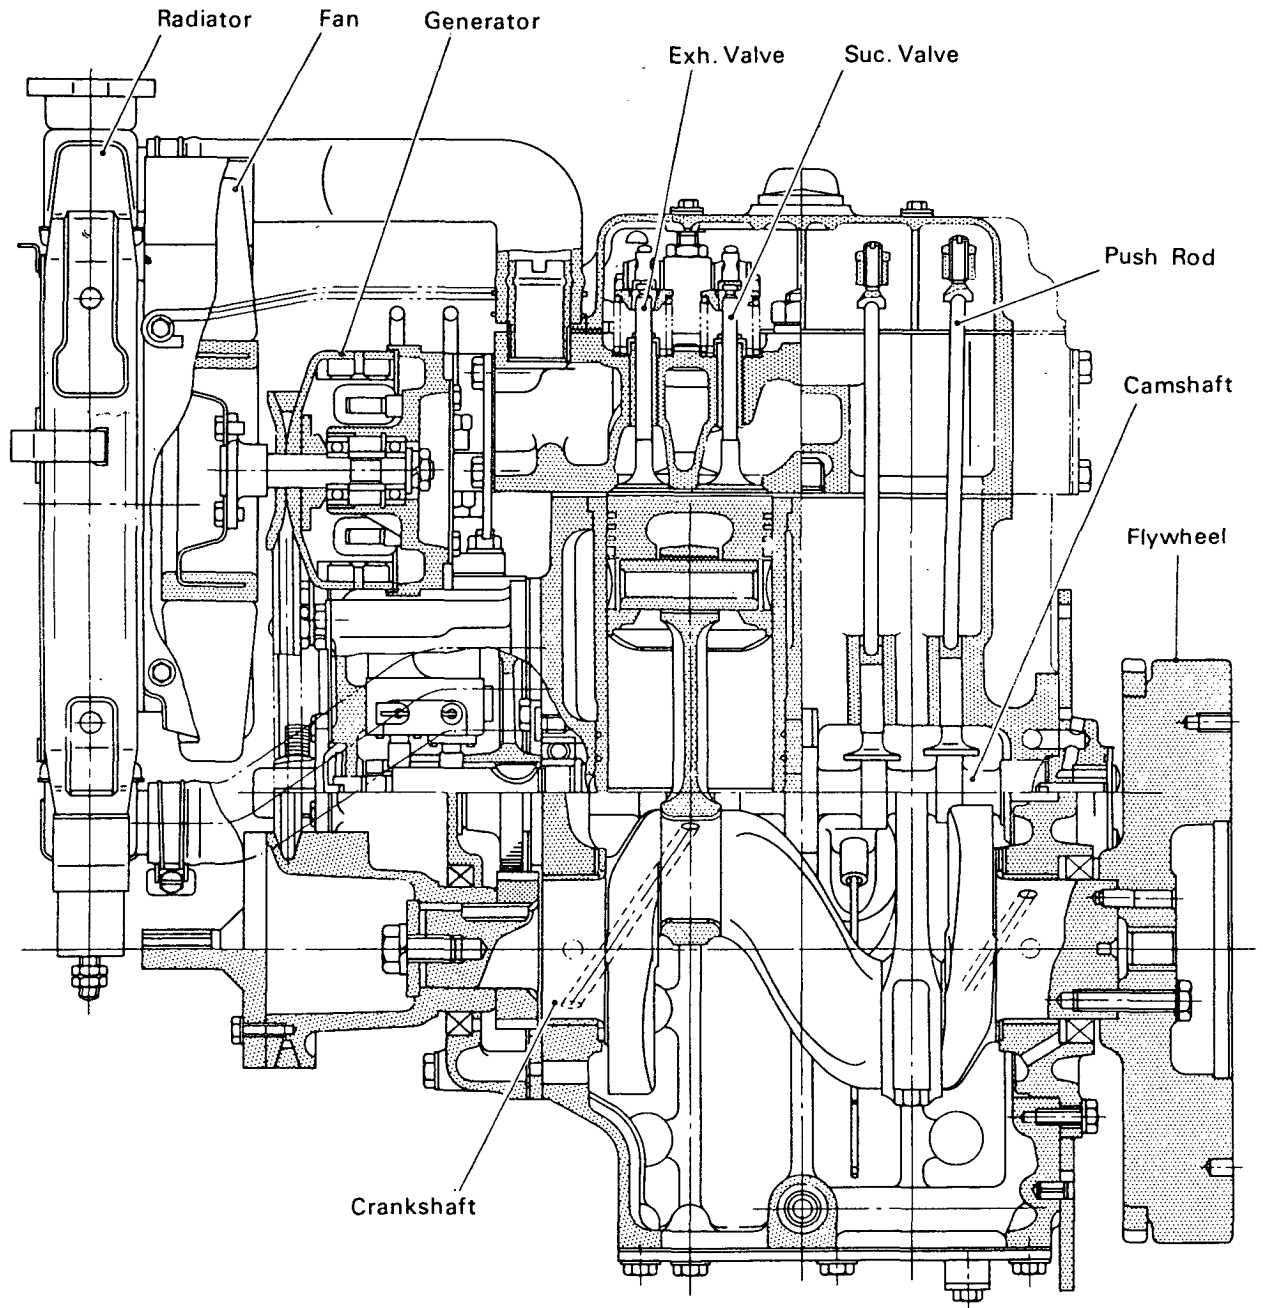 Radiator
Fan
Generator
Exh. Valve
Suc. Valve
Push Rod
Camshaft
Flywheel
Crankshaft